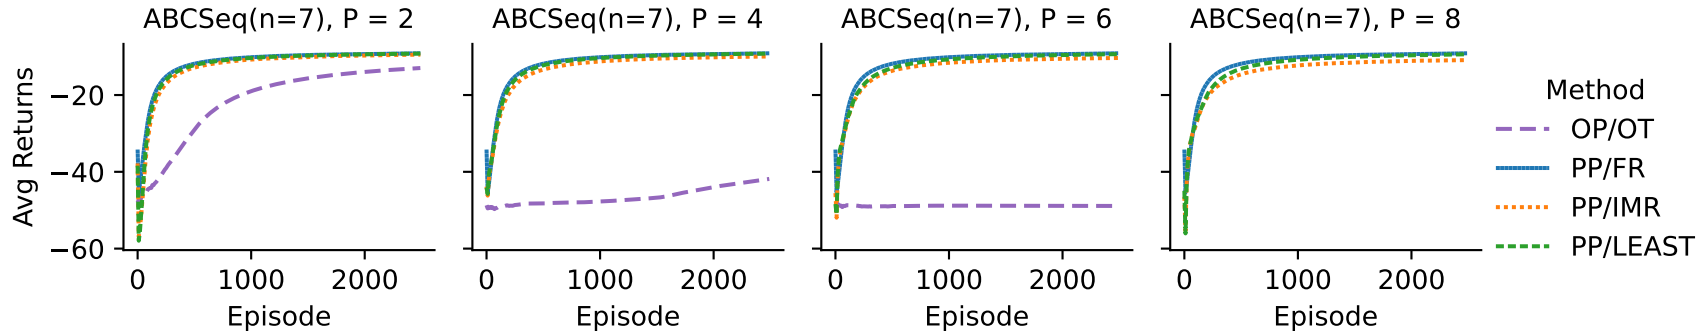 ABCSeq(n=7), P = 2
ABCSeq(n=7), P = 4
ABCSeq(n=7), P = 6
ABCSeq(n=7), P = 8
Avg Returns
−20
−40
−60
0 1000 2000
0 1000 2000
0 1000 2000
0 1000 2000
Episode
Episode
Episode
Episode
Method
OP/OT
PP/FR
PP/IMR
PP/LEAST